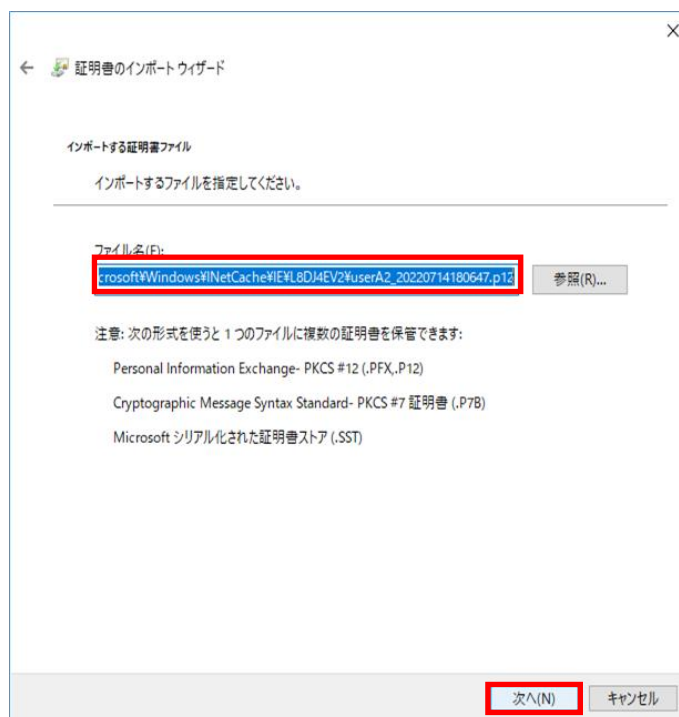 証明書のインポート ウィザード
インポートする証明書ファイル
インポートするファイルを指定してください。
ファイル名(F):
crosoft¥Windows¥INetCache¥IE¥L8DJ4EV2¥userA2_20220714180647.p12
参照(R)...
注意: 次の形式を使うと 1 つのファイルに複数の証明書を保管できます:
Personal Information Exchange- PKCS #12 (.PFX,.P12)
Cryptographic Message Syntax Standard- PKCS #7 証明書 (.P7B)
Microsoft シリアル化された証明書ストア (.SST)
次へ(N)
キャンセル